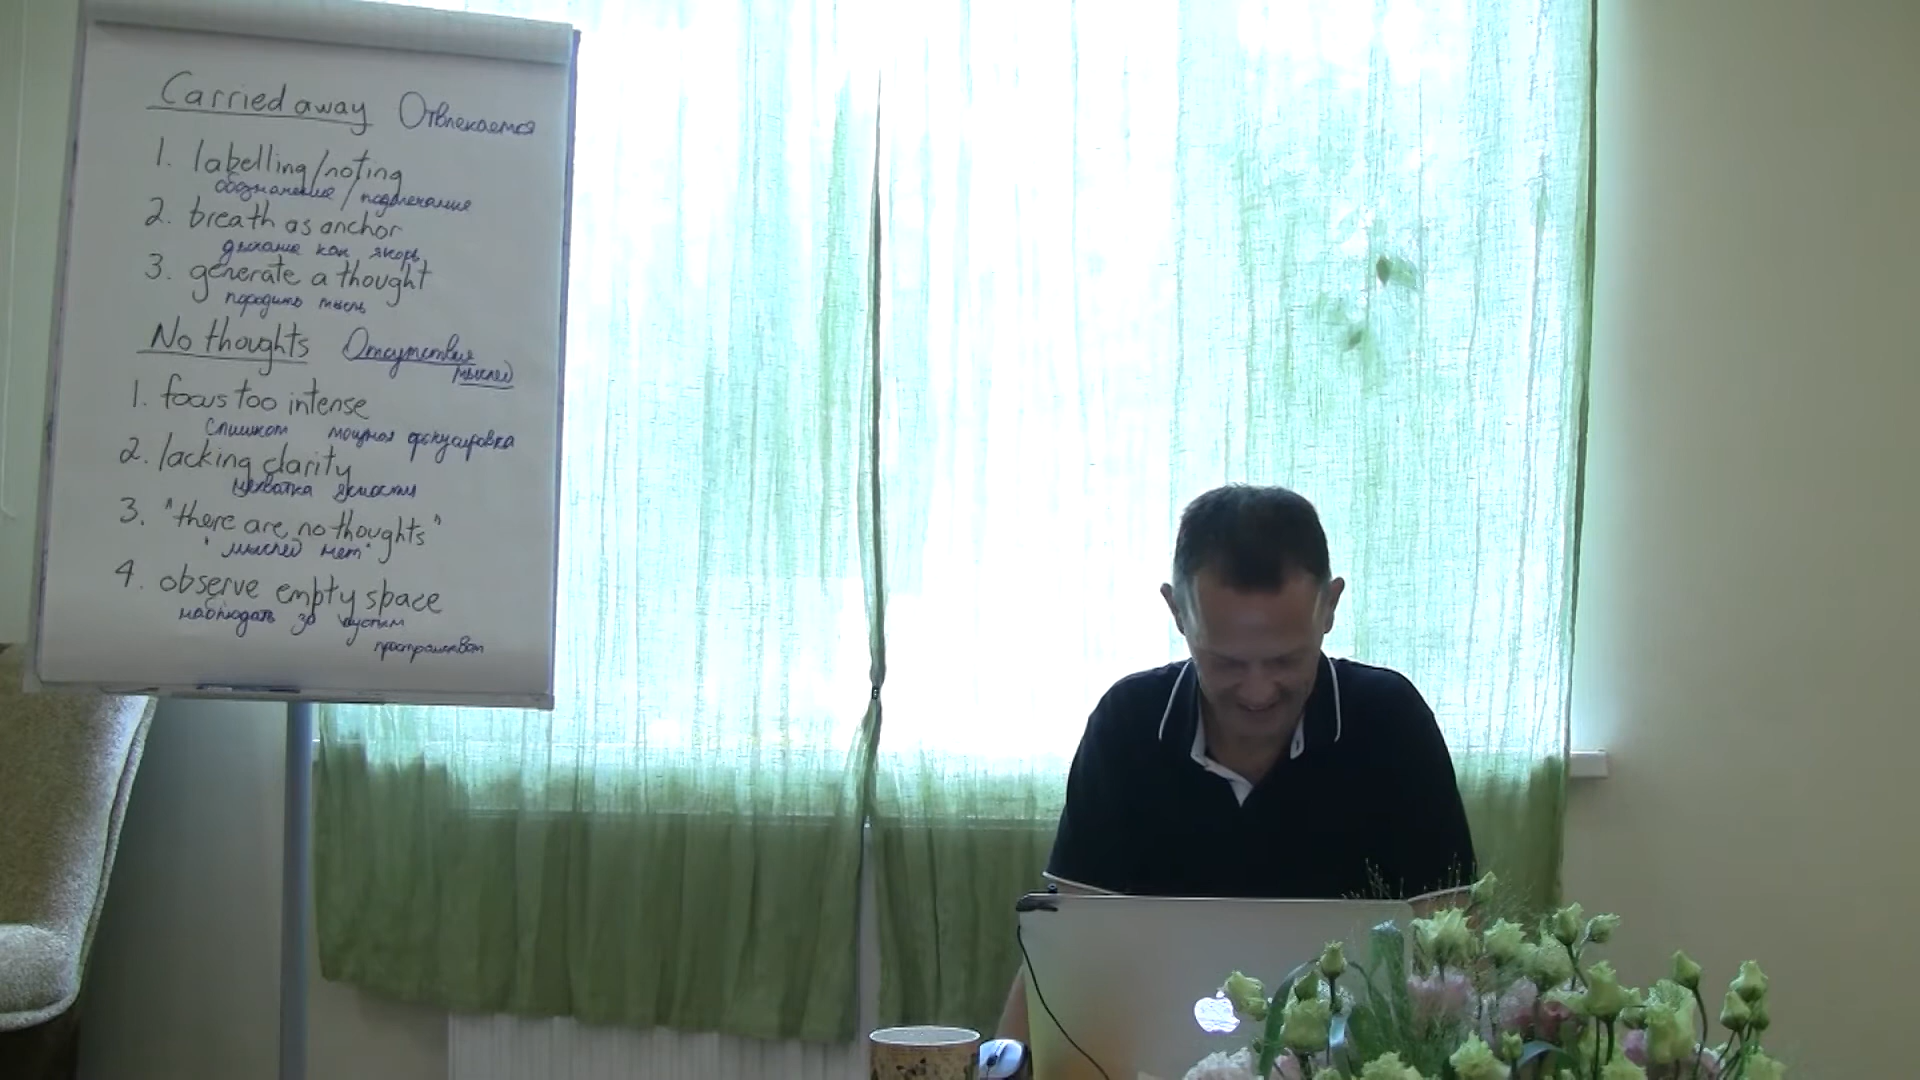 Carried away Отвлекаемся
1. labelling/noting
обозначение /
2. breath as anchor
дыхание как якорь
3. generate a thought
породить мысль
No thoughts Отсутствие
мыслей
1. focus too intense
слишком мощная фокусировка
2. lacking clarity
нехватка ясности
3. "there are no thoughts"
"мыслей нет"
4. observe empty space
наблюдать за пустым
пространством